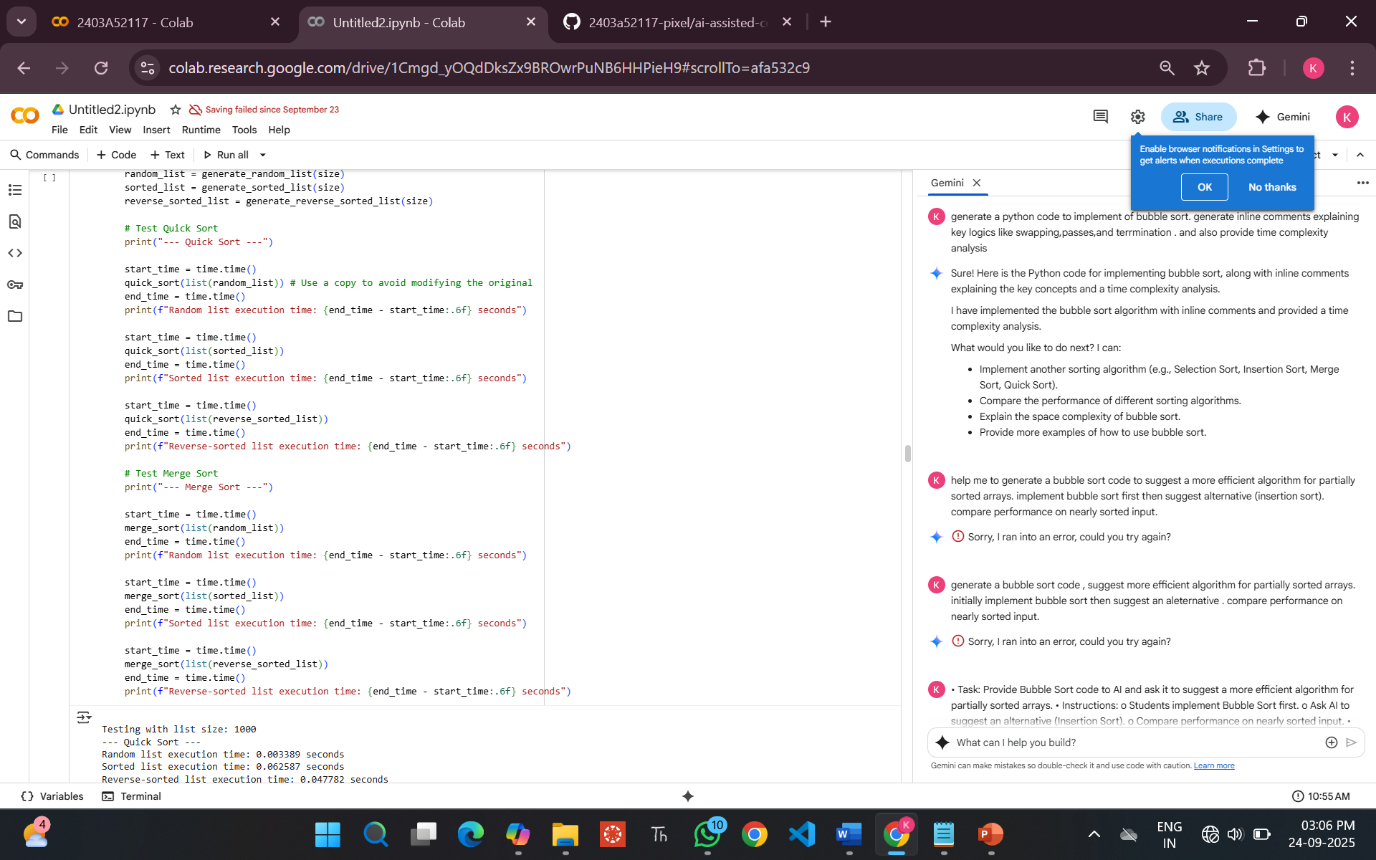 2403A52117 - Colab
Untitled2.ipynb - Colab
2403a52117-pixel/ai-assisted-c
colab.research.google.com/drive/1Cmgd_yOQdDksZx9BROwrPuNB6HHPieH9#scrollTo=afa532c9
K
Untitled2.ipynb
Saving failed since September 23
File Edit View Insert Runtime Tools Help
Share
Gemini
K
Commands + Code + Text Run all
Enable browser notifications in Settings to
get alerts when executions complete
OK No thanks
[ ]
random_list = generate_random_list(size)
sorted_list = generate_sorted_list(size)
reverse_sorted_list = generate_reverse_sorted_list(size)
# Test Quick Sort
print("--- Quick Sort ---")
start_time = time.time()
quick_sort(list(random_list)) # Use a copy to avoid modifying the original
end_time = time.time()
print(f"Random list execution time: {end_time - start_time:.6f} seconds")
start_time = time.time()
quick_sort(list(sorted_list))
end_time = time.time()
print(f"Sorted list execution time: {end_time - start_time:.6f} seconds")
start_time = time.time()
quick_sort(list(reverse_sorted_list))
end_time = time.time()
print(f"Reverse-sorted list execution time: {end_time - start_time:.6f} seconds")
# Test Merge Sort
print("--- Merge Sort ---")
start_time = time.time()
merge_sort(list(random_list))
end_time = time.time()
print(f"Random list execution time: {end_time - start_time:.6f} seconds")
start_time = time.time()
merge_sort(list(sorted_list))
end_time = time.time()
print(f"Sorted list execution time: {end_time - start_time:.6f} seconds")
start_time = time.time()
merge_sort(list(reverse_sorted_list))
end_time = time.time()
print(f"Reverse-sorted list execution time: {end_time - start_time:.6f} seconds")
Testing with list size: 1000
--- Quick Sort ---
Random list execution time: 0.003389 seconds
Sorted list execution time: 0.062587 seconds
Reverse-sorted list execution time: 0.047782 seconds
Gemini
K
generate a python code to implement of bubble sort. generate inline comments explaining
key logics like swapping,passes,and terrmination . and also provide time complexity
analysis
Sure! Here is the Python code for implementing bubble sort, along with inline comments
explaining the key concepts and a time complexity analysis.
I have implemented the bubble sort algorithm with inline comments and provided a time
complexity analysis.
What would you like to do next? I can:
• Implement another sorting algorithm (e.g., Selection Sort, Insertion Sort, Merge
Sort, Quick Sort).
• Compare the performance of different sorting algorithms.
• Explain the space complexity of bubble sort.
• Provide more examples of how to use bubble sort.
K
help me to generate a bubble sort code to suggest a more efficient algorithm for partially
sorted arrays. implement bubble sort first then suggest alternative (insertion sort).
compare performance on nearly sorted input.
Sorry, I ran into an error, could you try again?
K
generate a bubble sort code , suggest more efficient algorithm for partially sorted arrays.
initially implement bubble sort then suggest an aleternative . compare performance on
nearly sorted input.
Sorry, I ran into an error, could you try again?
K
• Task: Provide Bubble Sort code to AI and ask it to suggest a more efficient algorithm for
partially sorted arrays. • Instructions: o Students implement Bubble Sort first. o Ask AI to
suggest an alternative (Insertion Sort). o Compare performance on nearly sorted input. •
What can I help you build?
Gemini can make mistakes so double-check it and use code with caution. Learn more
Variables Terminal
10:55 AM
4
Th
10
K
ENG
IN
03:06 PM
24-09-2025